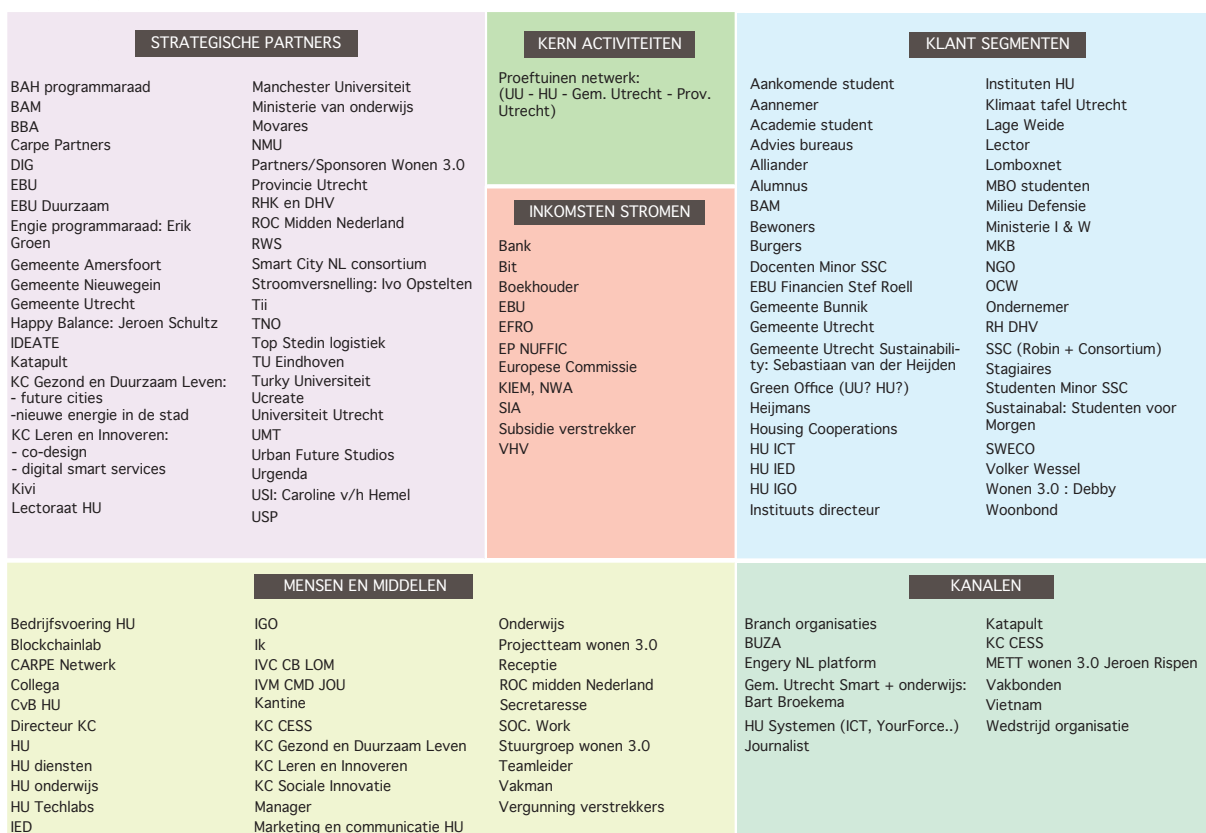 STRATEGISCHE PARTNERS
BAH programmaraad
BAM
BBA
Carpe Partners
DIG
EBU
EBU Duurzaam
Engie programmaraad: Erik
Groen
Gemeente Amersfoort
Gemeente Nieuwegein
Gemeente Utrecht
Happy Balance: Jeroen Schultz
IDEATE
Katapult
KC Gezond en Duurzaam Leven:
- future cities
-nieuwe energie in de stad
KC Leren en Innoveren:
- co-design
- digital smart services
Kivi
Lectoraat HU
Manchester Universiteit
Ministerie van onderwijs
Movares
NMU
Partners/Sponsoren Wonen 3.0
Provincie Utrecht
RHK en DHV
ROC Midden Nederland
RWS
Smart City NL consortium
Stroomversnelling: Ivo Opstelten
Tii
TNO
Top Stedin logistiek
TU Eindhoven
Turky Universiteit
Ucreate
Universiteit Utrecht
UMT
Urban Future Studios
Urgenda
USI: Caroline v/h Hemel
USP
KERN ACTIVITEITEN
Proeftuinen netwerk:
(UU - HU - Gem. Utrecht - Prov.
Utrecht)
INKOMSTEN STROMEN
Bank
Bit
Boekhouder
EBU
EFRO
EP NUFFIC
Europese Commissie
KIEM, NWA
SIA
Subsidie verstrekker
VHV
KLANT SEGMENTEN
Aankomende student
Aannemer
Academie student
Advies bureaus
Alliander
Alumnus
BAM
Bewoners
Burgers
Docenten Minor SSC
EBU Financien Stef Roell
Gemeente Bunnik
Gemeente Utrecht
Gemeente Utrecht Sustainabili-
ty: Sebastiaan van der Heijden
Green Office (UU? HU?)
Heijmans
Housing Cooperations
HU ICT
HU IED
HU IGO
Instituuts directeur
Instituten HU
Klimaat tafel Utrecht
Lage Weide
Lector
Lomboxnet
MBO studenten
Milieu Defensie
Ministerie I & W
MKB
NGO
OCW
Ondernemer
RH DHV
SSC (Robin + Consortium)
Stagiaires
Studenten Minor SSC
Sustainabal: Studenten voor
Morgen
SWECO
Volker Wessel
Wonen 3.0 : Debby
Woonbond
MENSEN EN MIDDELEN
Bedrijfsvoering HU
Blockchainlab
CARPE Netwerk
Collega
CvB HU
Directeur KC
HU
HU diensten
HU onderwijs
HU Techlabs
IED
IGO
Ik
IVC CB LOM
IVM CMD JOU
Kantine
KC CESS
KC Gezond en Duurzaam Leven
KC Leren en Innoveren
KC Sociale Innovatie
Manager
Marketing en communicatie HU
Onderwijs
Projectteam wonen 3.0
Receptie
ROC midden Nederland
Secretaresse
SOC. Work
Stuurgroep wonen 3.0
Teamleider
Vakman
Vergunning verstrekkers
KANALEN
Branch organisaties
BUZA
Engery NL platform
Gem. Utrecht Smart + onderwijs:
Bart Broekema
HU Systemen (ICT, YourForce..)
Journalist
Katapult
KC CESS
METT wonen 3.0 Jeroen Rispen
Vakbonden
Vietnam
Wedstrijd organisatie